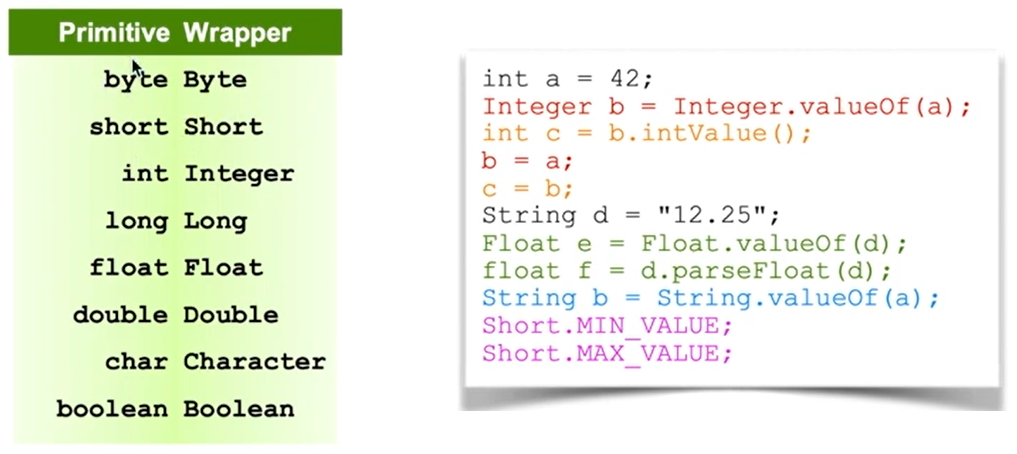 Primitive Wrapper
byte Byte
short Short
int Integer
long Long
float Float
double Double
char Character
boolean Boolean
int a = 42;
Integer b = Integer.valueOf(a);
int c = b.intValue();
b = a;
c = b;
String d = "12.25";
Float e = Float.valueOf(d);
float f = d.parseFloat(d);
String b = String.valueOf(a);
Short.MIN_VALUE;
Short.MAX_VALUE;